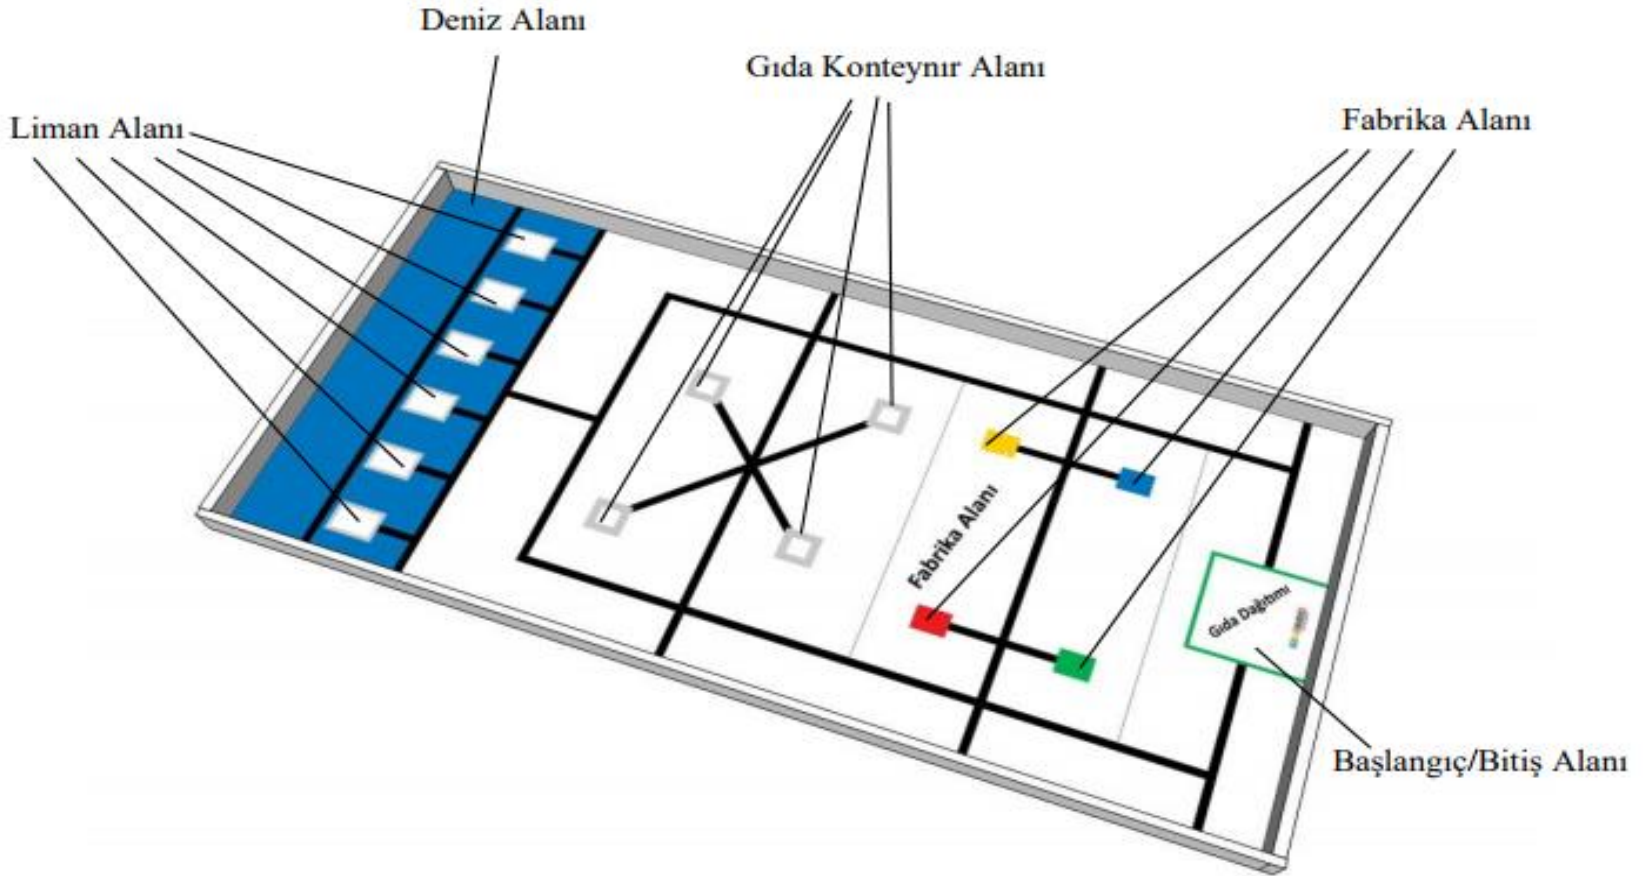 Deniz Alanı
Gıda Konteynır Alanı
Liman Alanı
Fabrika Alanı
Fabrika Alanı
Gıda Dağıtımı
Başlangıç/Bitiş Alanı